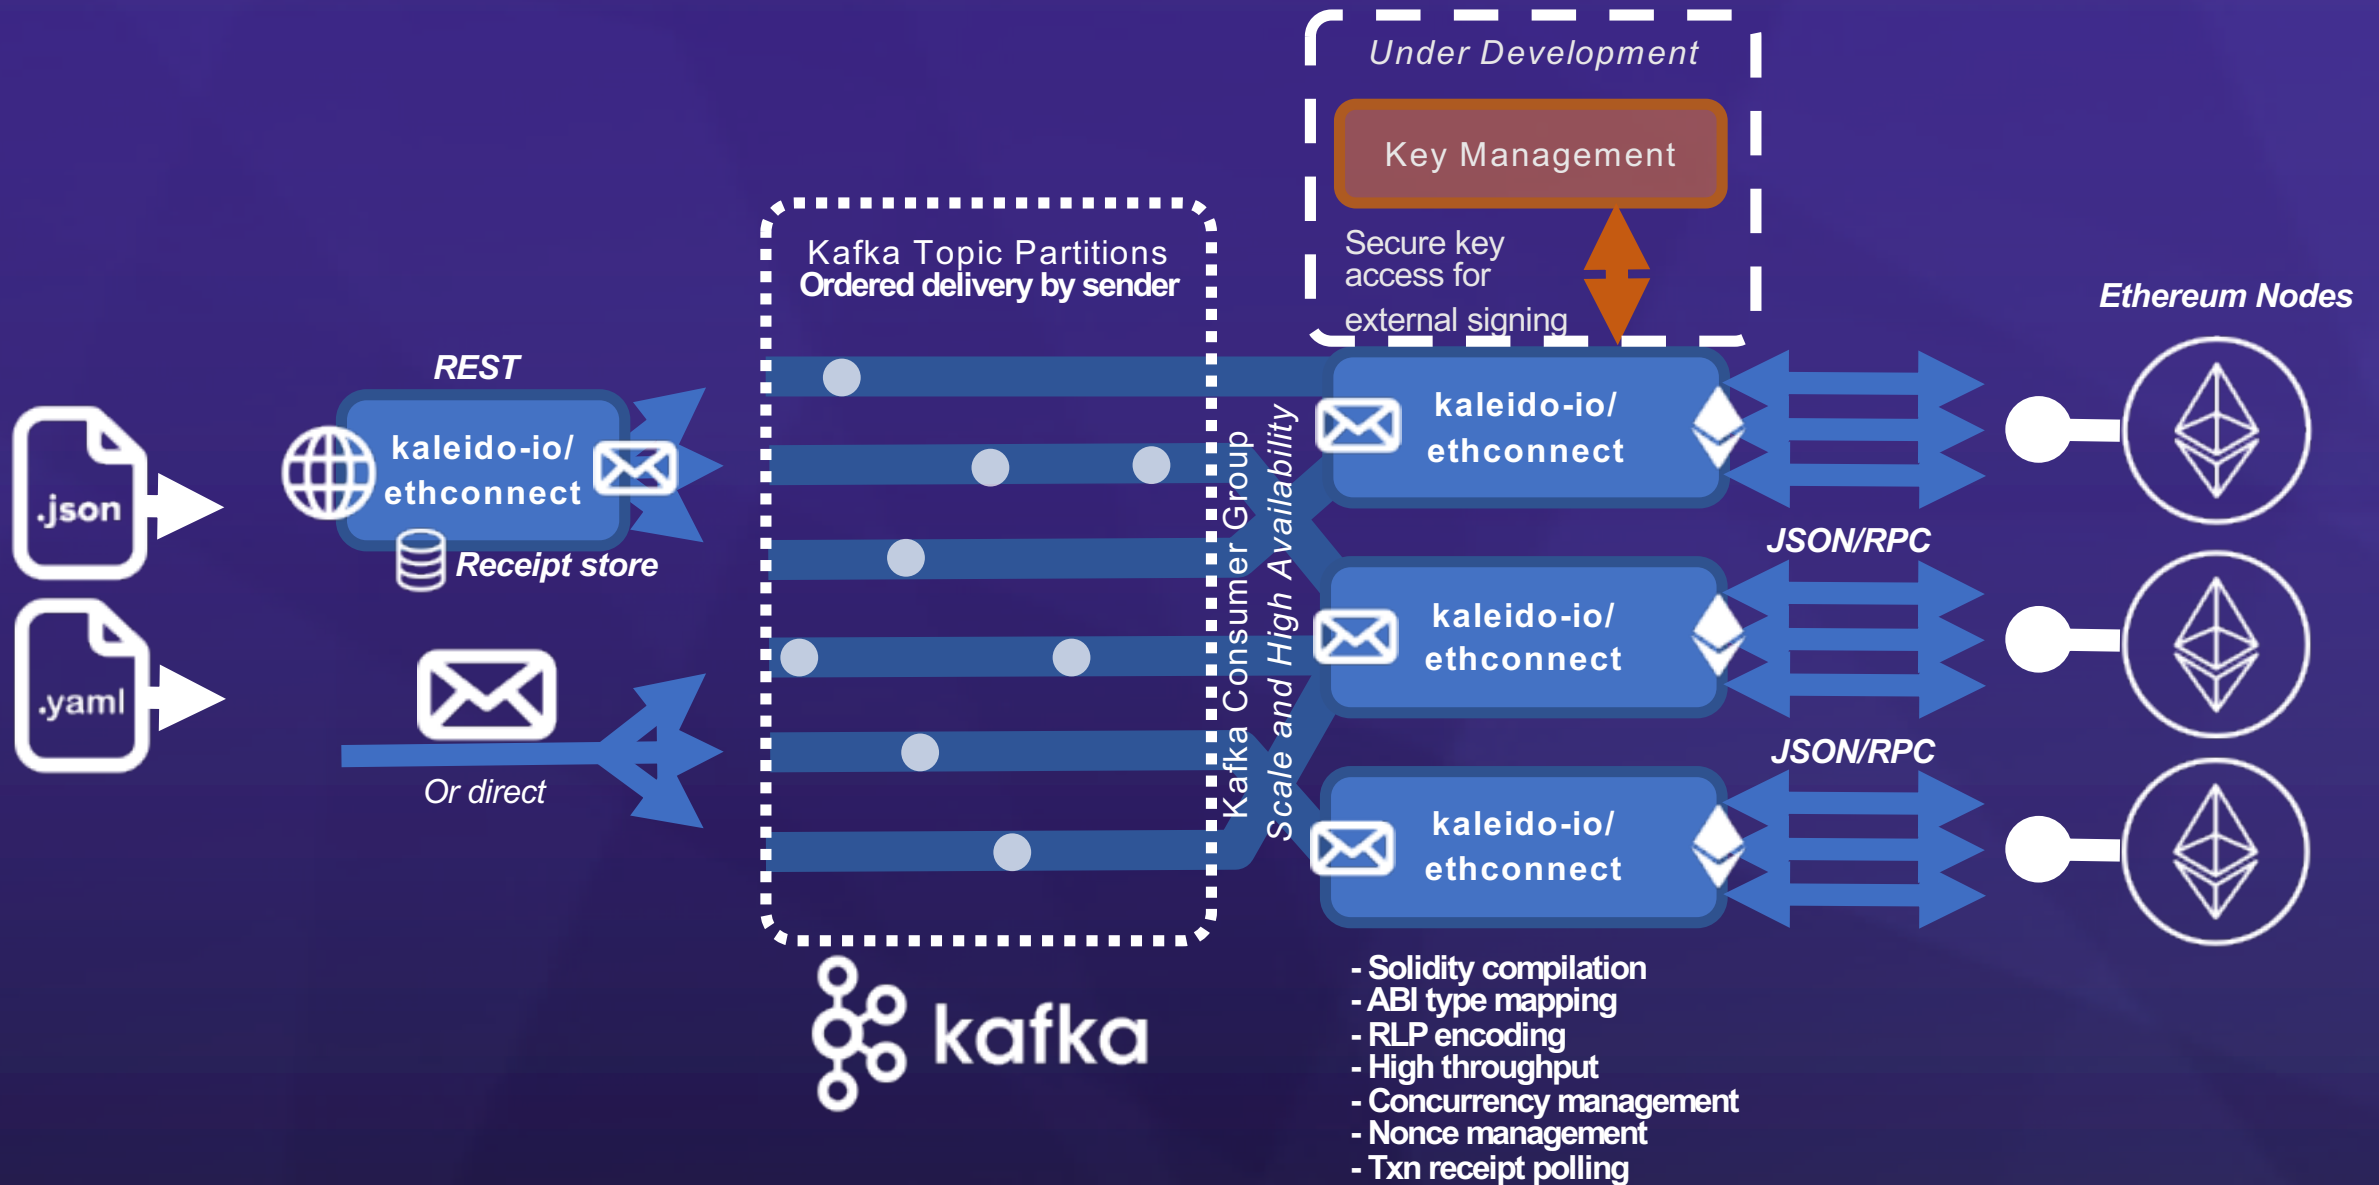 Under Development
Key Management
Secure key
access for
external signing
Kafka Topic Partitions
Ordered delivery by sender
Ethereum Nodes
REST
kaleido-io/
ethconnect
Receipt store
.json
.yaml
Or direct
Kafka Consumer Group
Scale and High Availability
kaleido-io/
ethconnect
JSON/RPC
kaleido-io/
ethconnect
JSON/RPC
kaleido-io/
ethconnect
kafka
- Solidity compilation
- ABI type mapping
- RLP encoding
- High throughput
- Concurrency management
- Nonce management
- Txn receipt polling